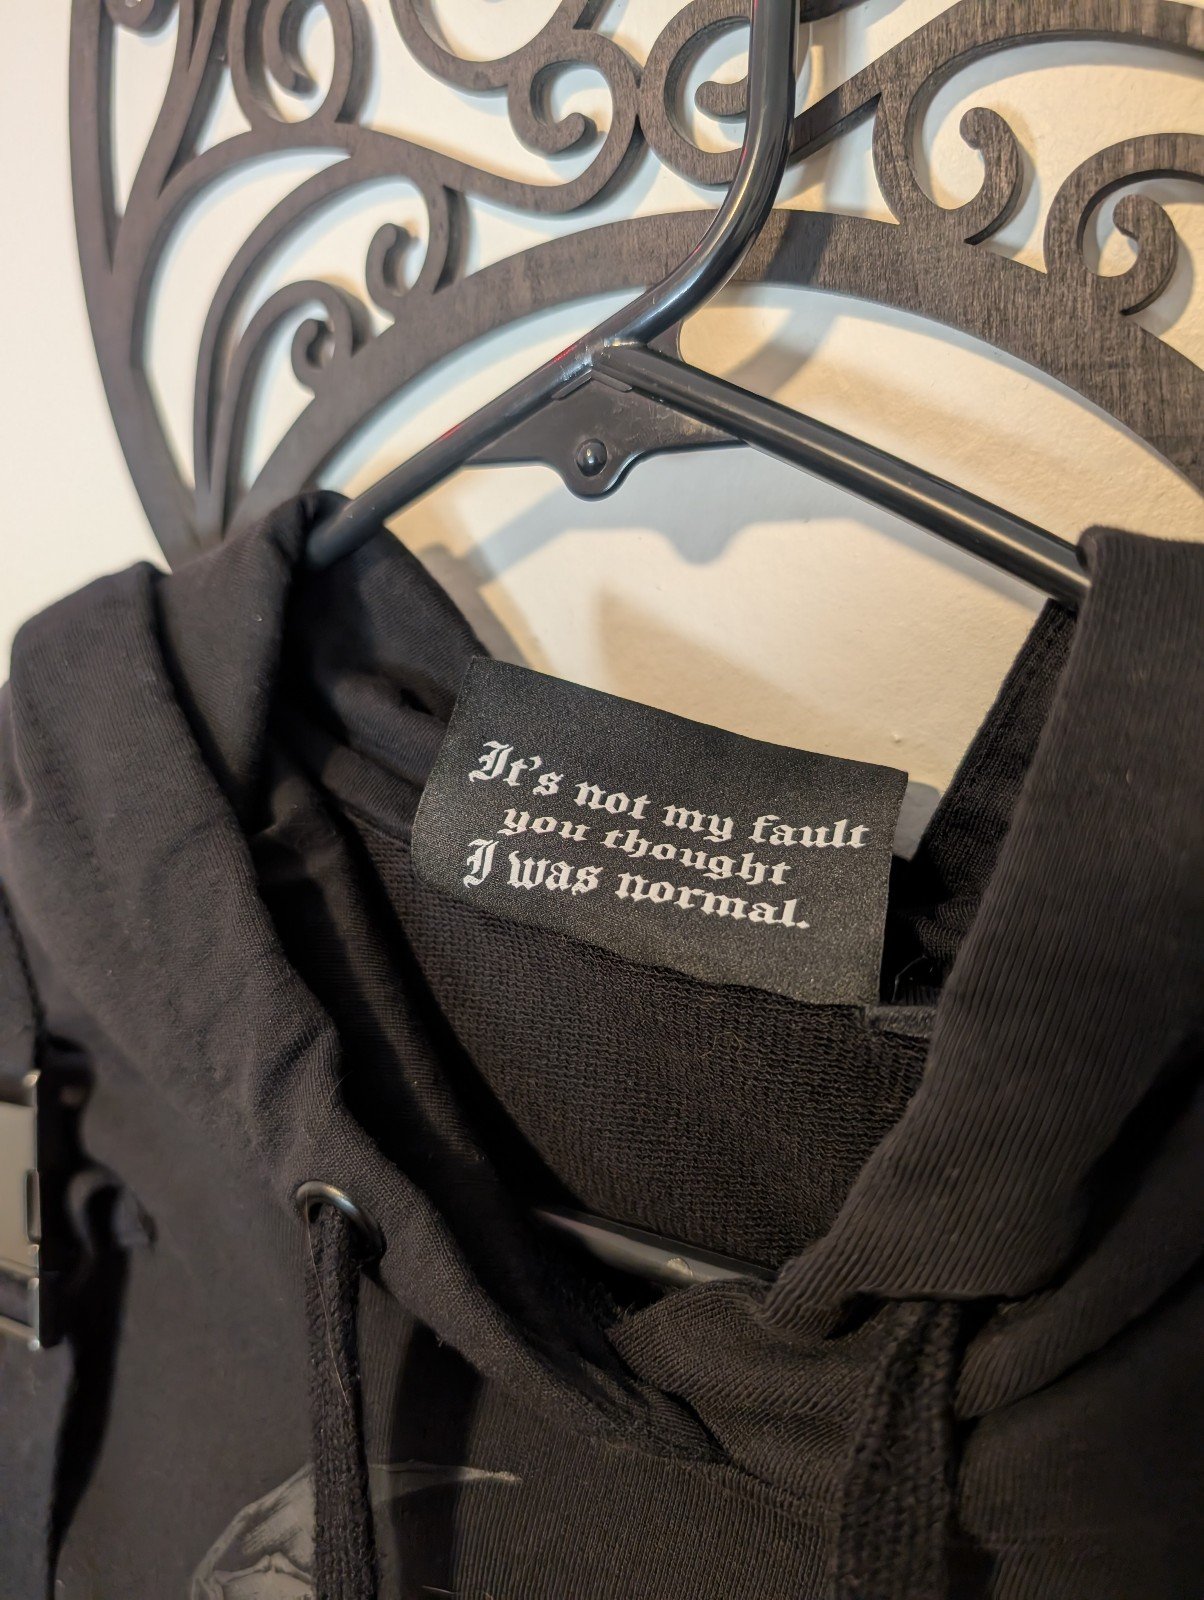 It's not my fault
you thought
I was normal.